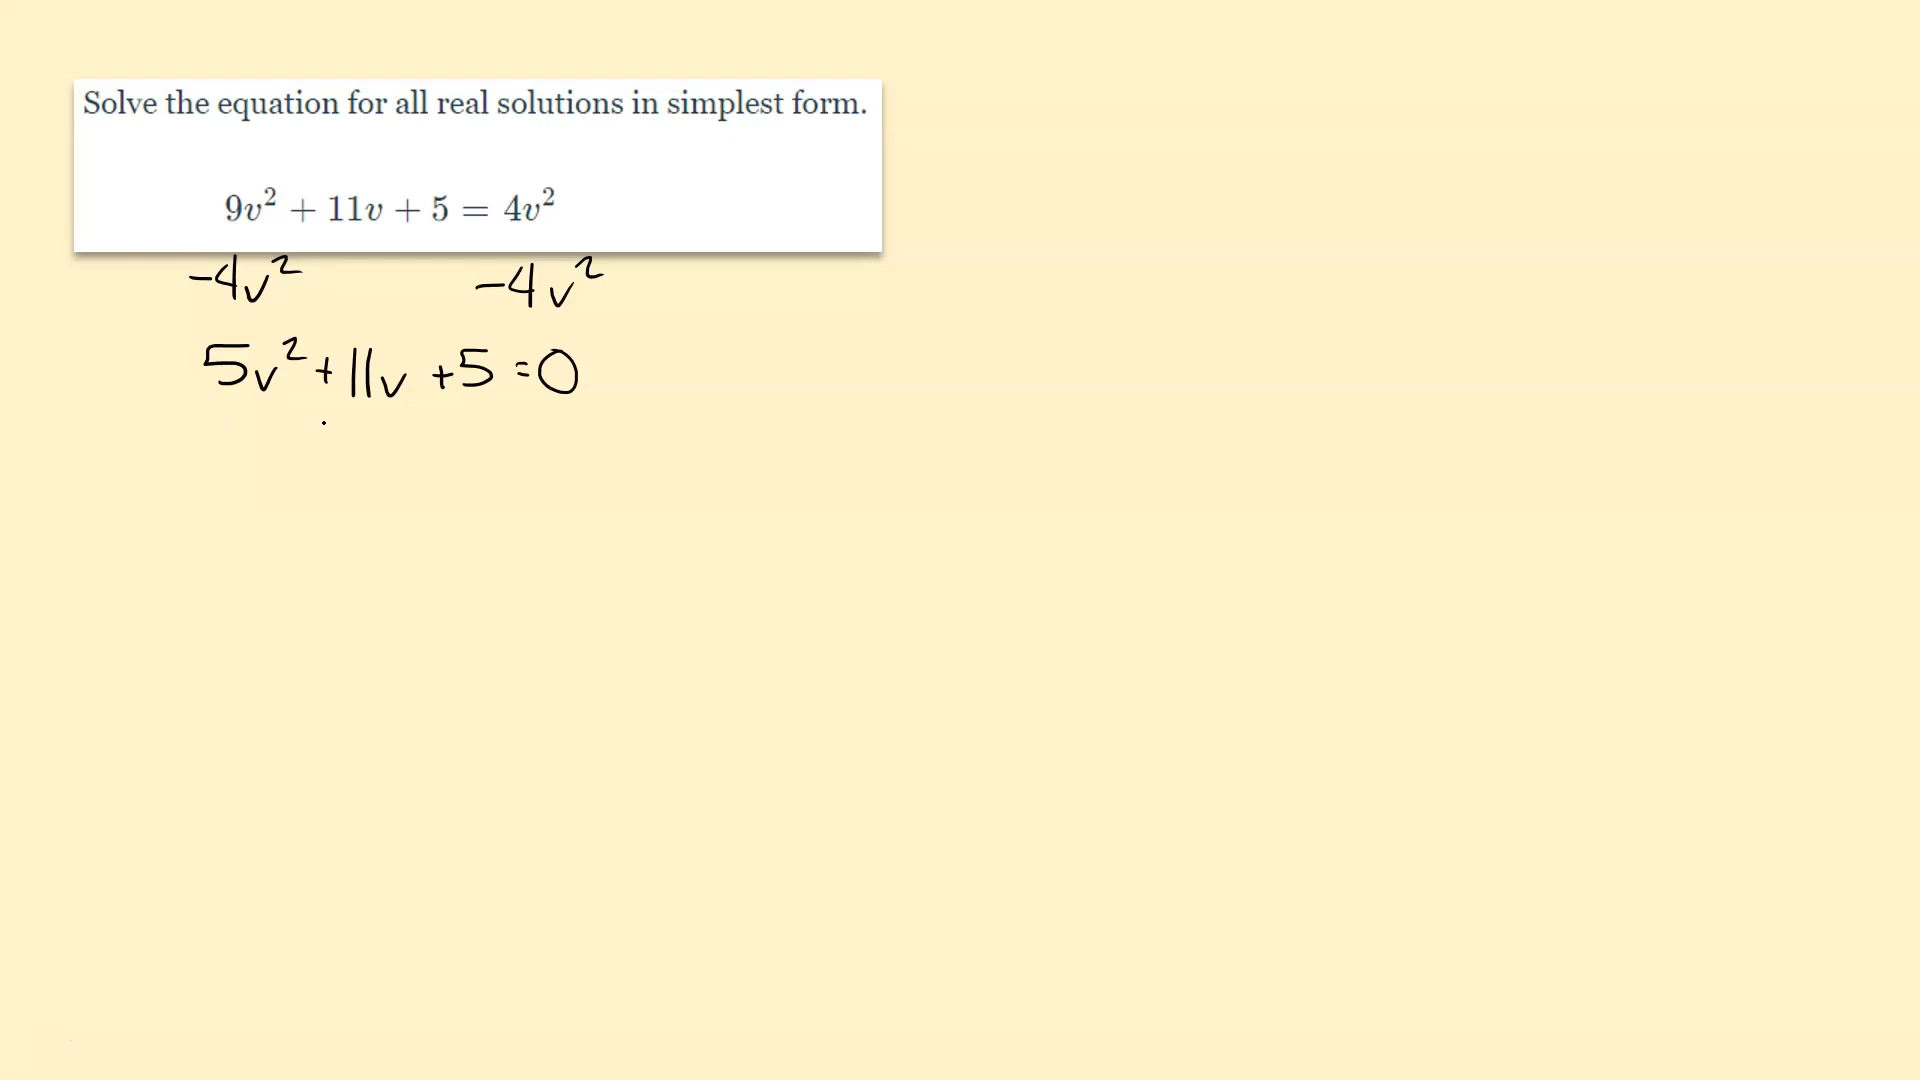 Solve the equation for all real solutions in simplest form.
9v² + 11v + 5 = 4v²
-4v² -4v²
5v² + 11v + 5 = 0